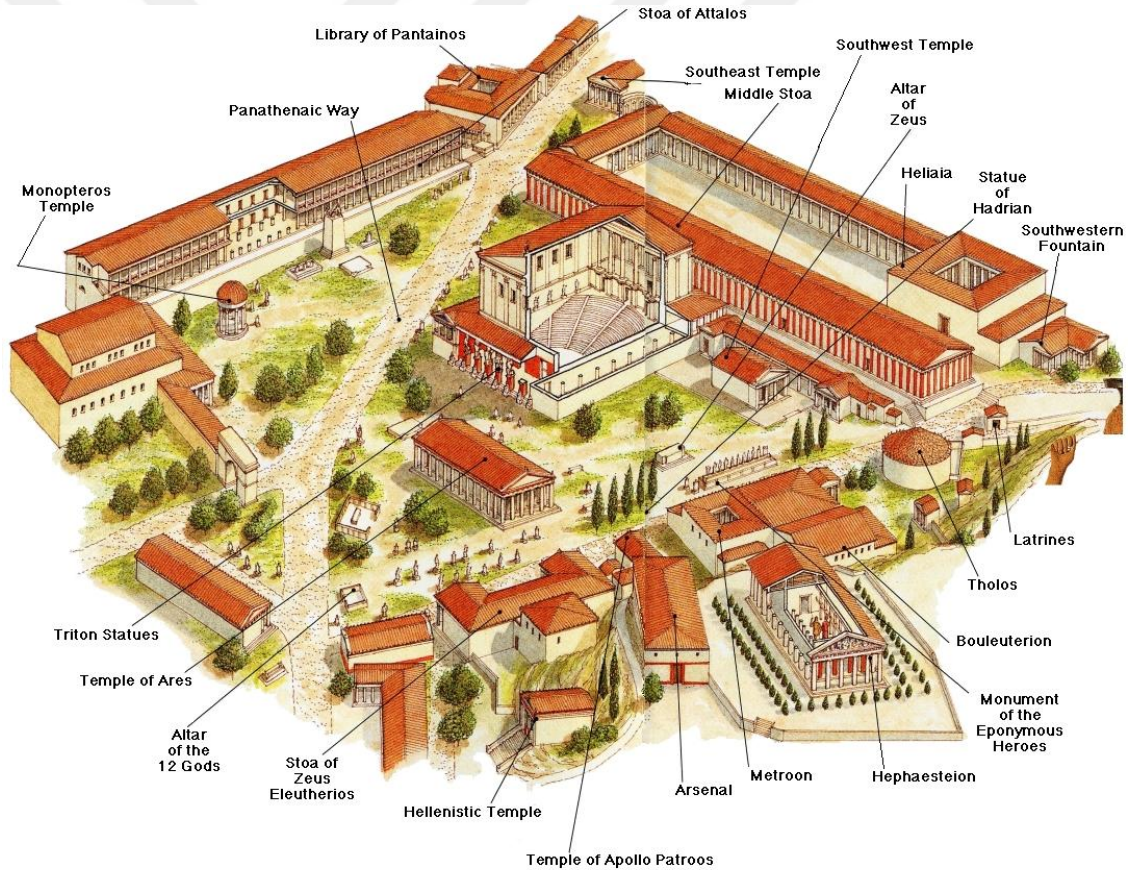 Stoa of Attalos
Library of Pantainos
Southwest Temple
Southeast Temple
Middle Stoa
Altar
of
Zeus
Panathenaic Way
Heliaia
Statue
of
Hadrian
Monopteros
Temple
Southwestern
Fountain
Latrines
Tholos
Triton Statues
Bouleuterion
Temple of Ares
Monument
of the
Eponymous
Heroes
Altar
of the
12 Gods
Stoa of
Zeus
Eleutherios
Metroon
Hephaesteion
Arsenal
Hellenistic Temple
Temple of Apollo Patroos